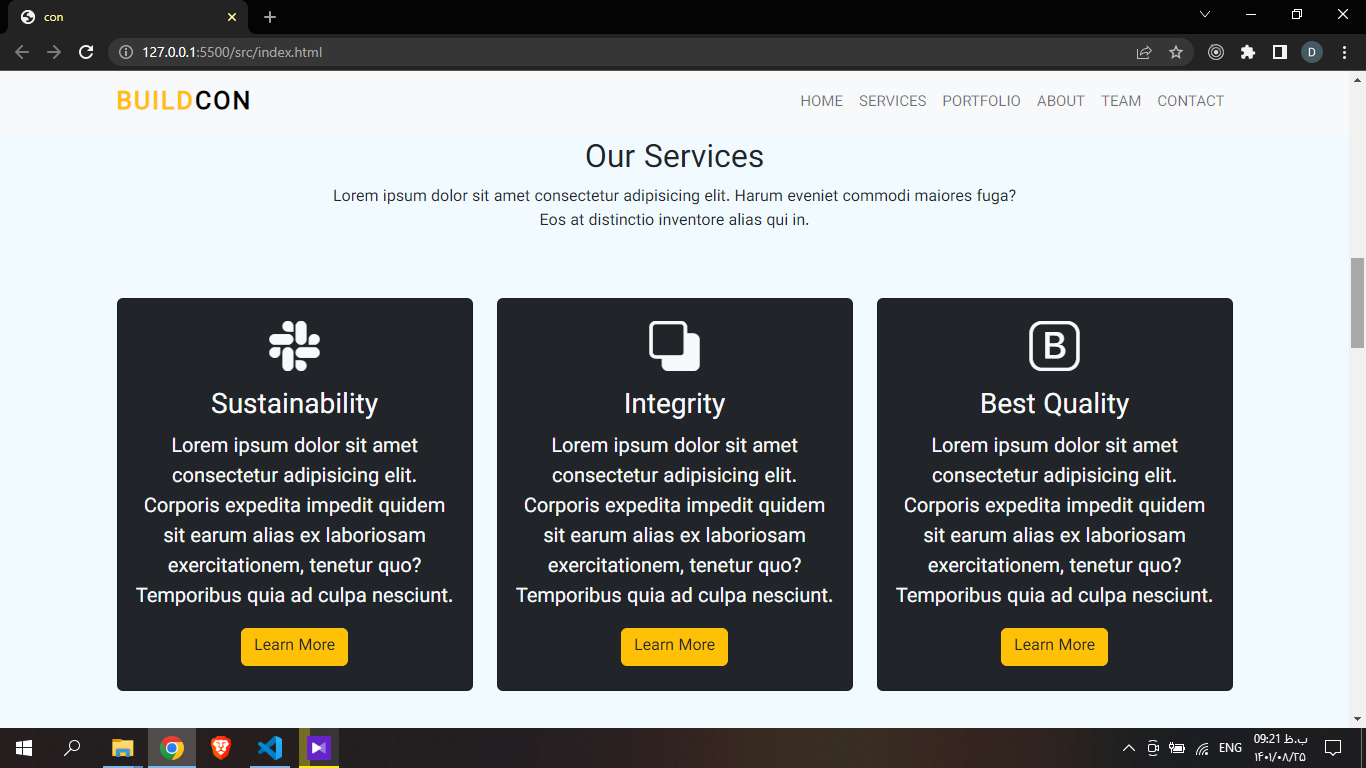 con
127.0.0.1:5500/src/index.html
D
BUILDCON
HOME SERVICES PORTFOLIO ABOUT TEAM CONTACT
Our Services
Lorem ipsum dolor sit amet consectetur adipisicing elit. Harum eveniet commodi maiores fuga?
Eos at distinctio inventore alias qui in.
Sustainability
Lorem ipsum dolor sit amet
consectetur adipisicing elit.
Corporis expedita impedit quidem
sit earum alias ex laboriosam
exercitationem, tenetur quo?
Temporibus quia ad culpa nesciunt.
Learn More
Integrity
Lorem ipsum dolor sit amet
consectetur adipisicing elit.
Corporis expedita impedit quidem
sit earum alias ex laboriosam
exercitationem, tenetur quo?
Temporibus quia ad culpa nesciunt.
Learn More
B
Best Quality
Lorem ipsum dolor sit amet
consectetur adipisicing elit.
Corporis expedita impedit quidem
sit earum alias ex laboriosam
exercitationem, tenetur quo?
Temporibus quia ad culpa nesciunt.
Learn More
ENG
09:21 ب.ظ
۱۴۰۱/۰۸/۲۵